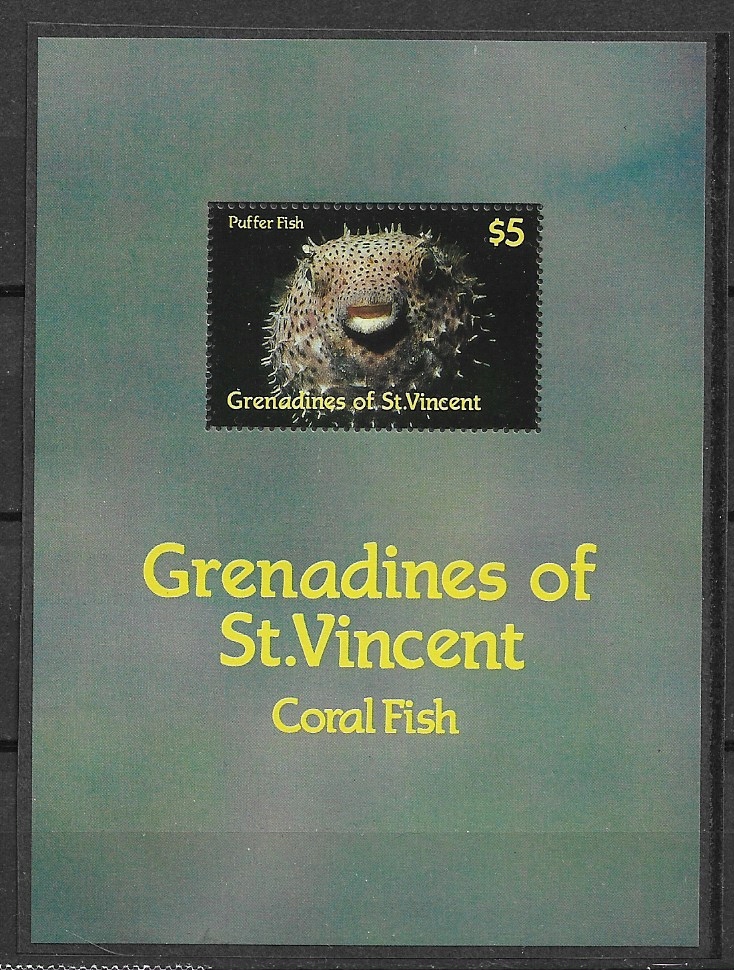 Puffer Fish
$5
Grenadines of St.Vincent
Grenadines of
St.Vincent
Coral Fish